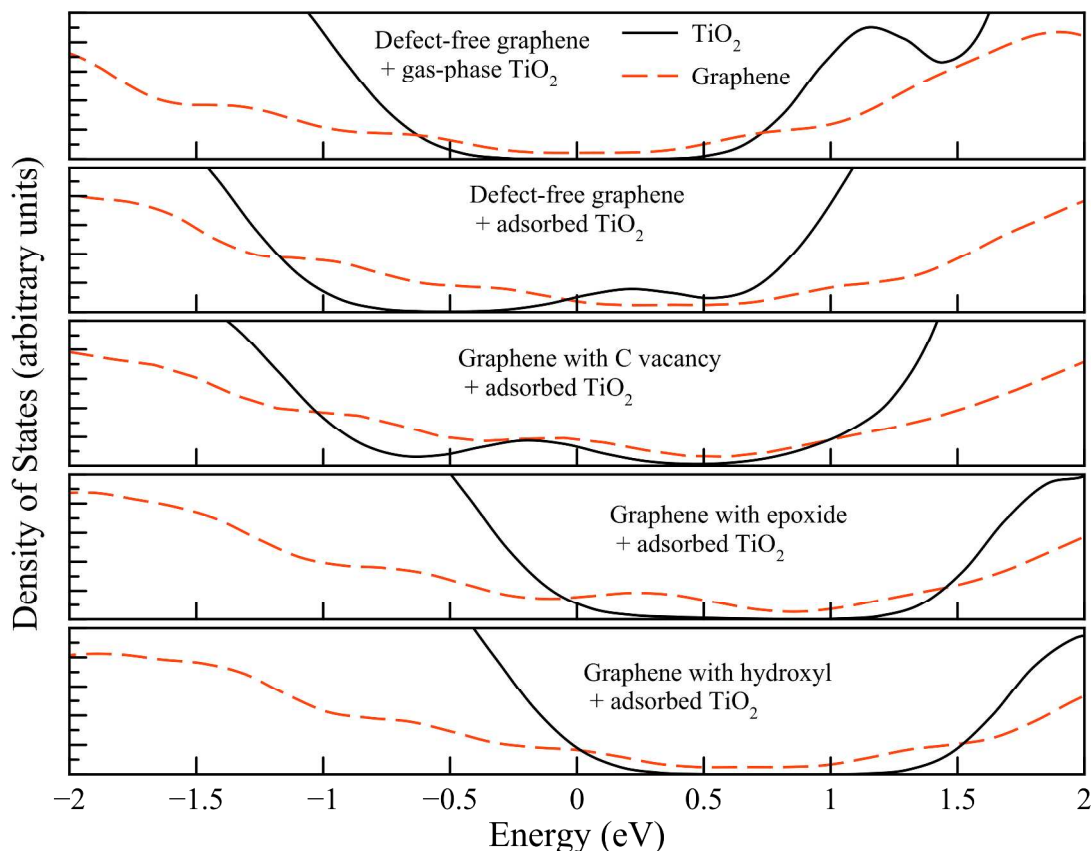 Density of States (arbitrary units)
Defect-free graphene
+ gas-phase TiO₂
TiO₂
Graphene
Defect-free graphene
+ adsorbed TiO₂
Graphene with C vacancy
+ adsorbed TiO₂
Graphene with epoxide
+ adsorbed TiO₂
Graphene with hydroxyl
+ adsorbed TiO₂
−2 −1.5 −1 −0.5 0 0.5 1 1.5 2
Energy (eV)